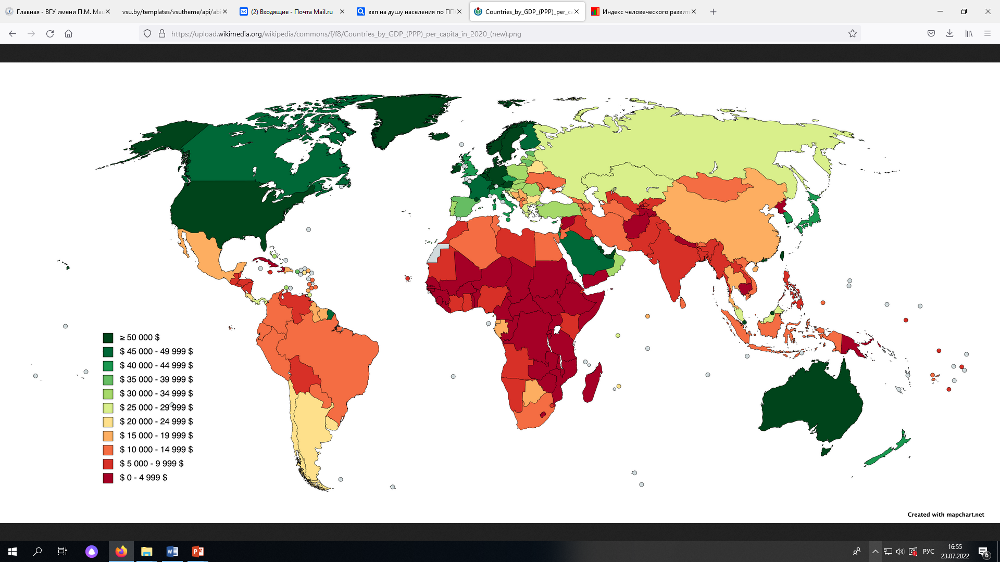 Главная - ВГУ имени П.М. Ма
vsu.by/templates/vsutheme/api/ab
(2) Входящие - Почта Mail.ru
ввп на душу населения по ПП
Countries_by_GDP_(PPP)_per_ca
Индекс человеческого развит
https://upload.wikimedia.org/wikipedia/commons/f/f8/Countries_by_GDP_(PPP)_per_capita_in_2020_(new).png
≥ 50 000 $
$ 45 000 - 49 999 $
$ 40 000 - 44 999 $
$ 35 000 - 39 999 $
$ 30 000 - 34 999 $
$ 25 000 - 29 999 $
$ 20 000 - 24 999 $
$ 15 000 - 19 999 $
$ 10 000 - 14 999 $
$ 5 000 - 9 999 $
$ 0 - 4 999 $
Created with mapchart.net
РУС
16:55
23.07.2022
6